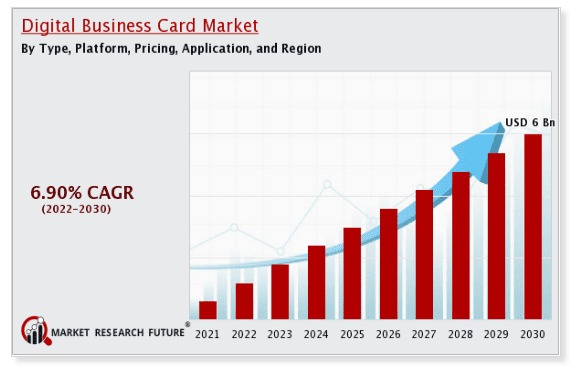 Digital Business Card Market
By Type, Platform, Pricing, Application, and Region
USD 6 Bn
6.90% CAGR
(2022-2030)
MARKET RESEARCH FUTURE®
2021 2022 2023 2024 2025 2026 2027 2028 2029 2030